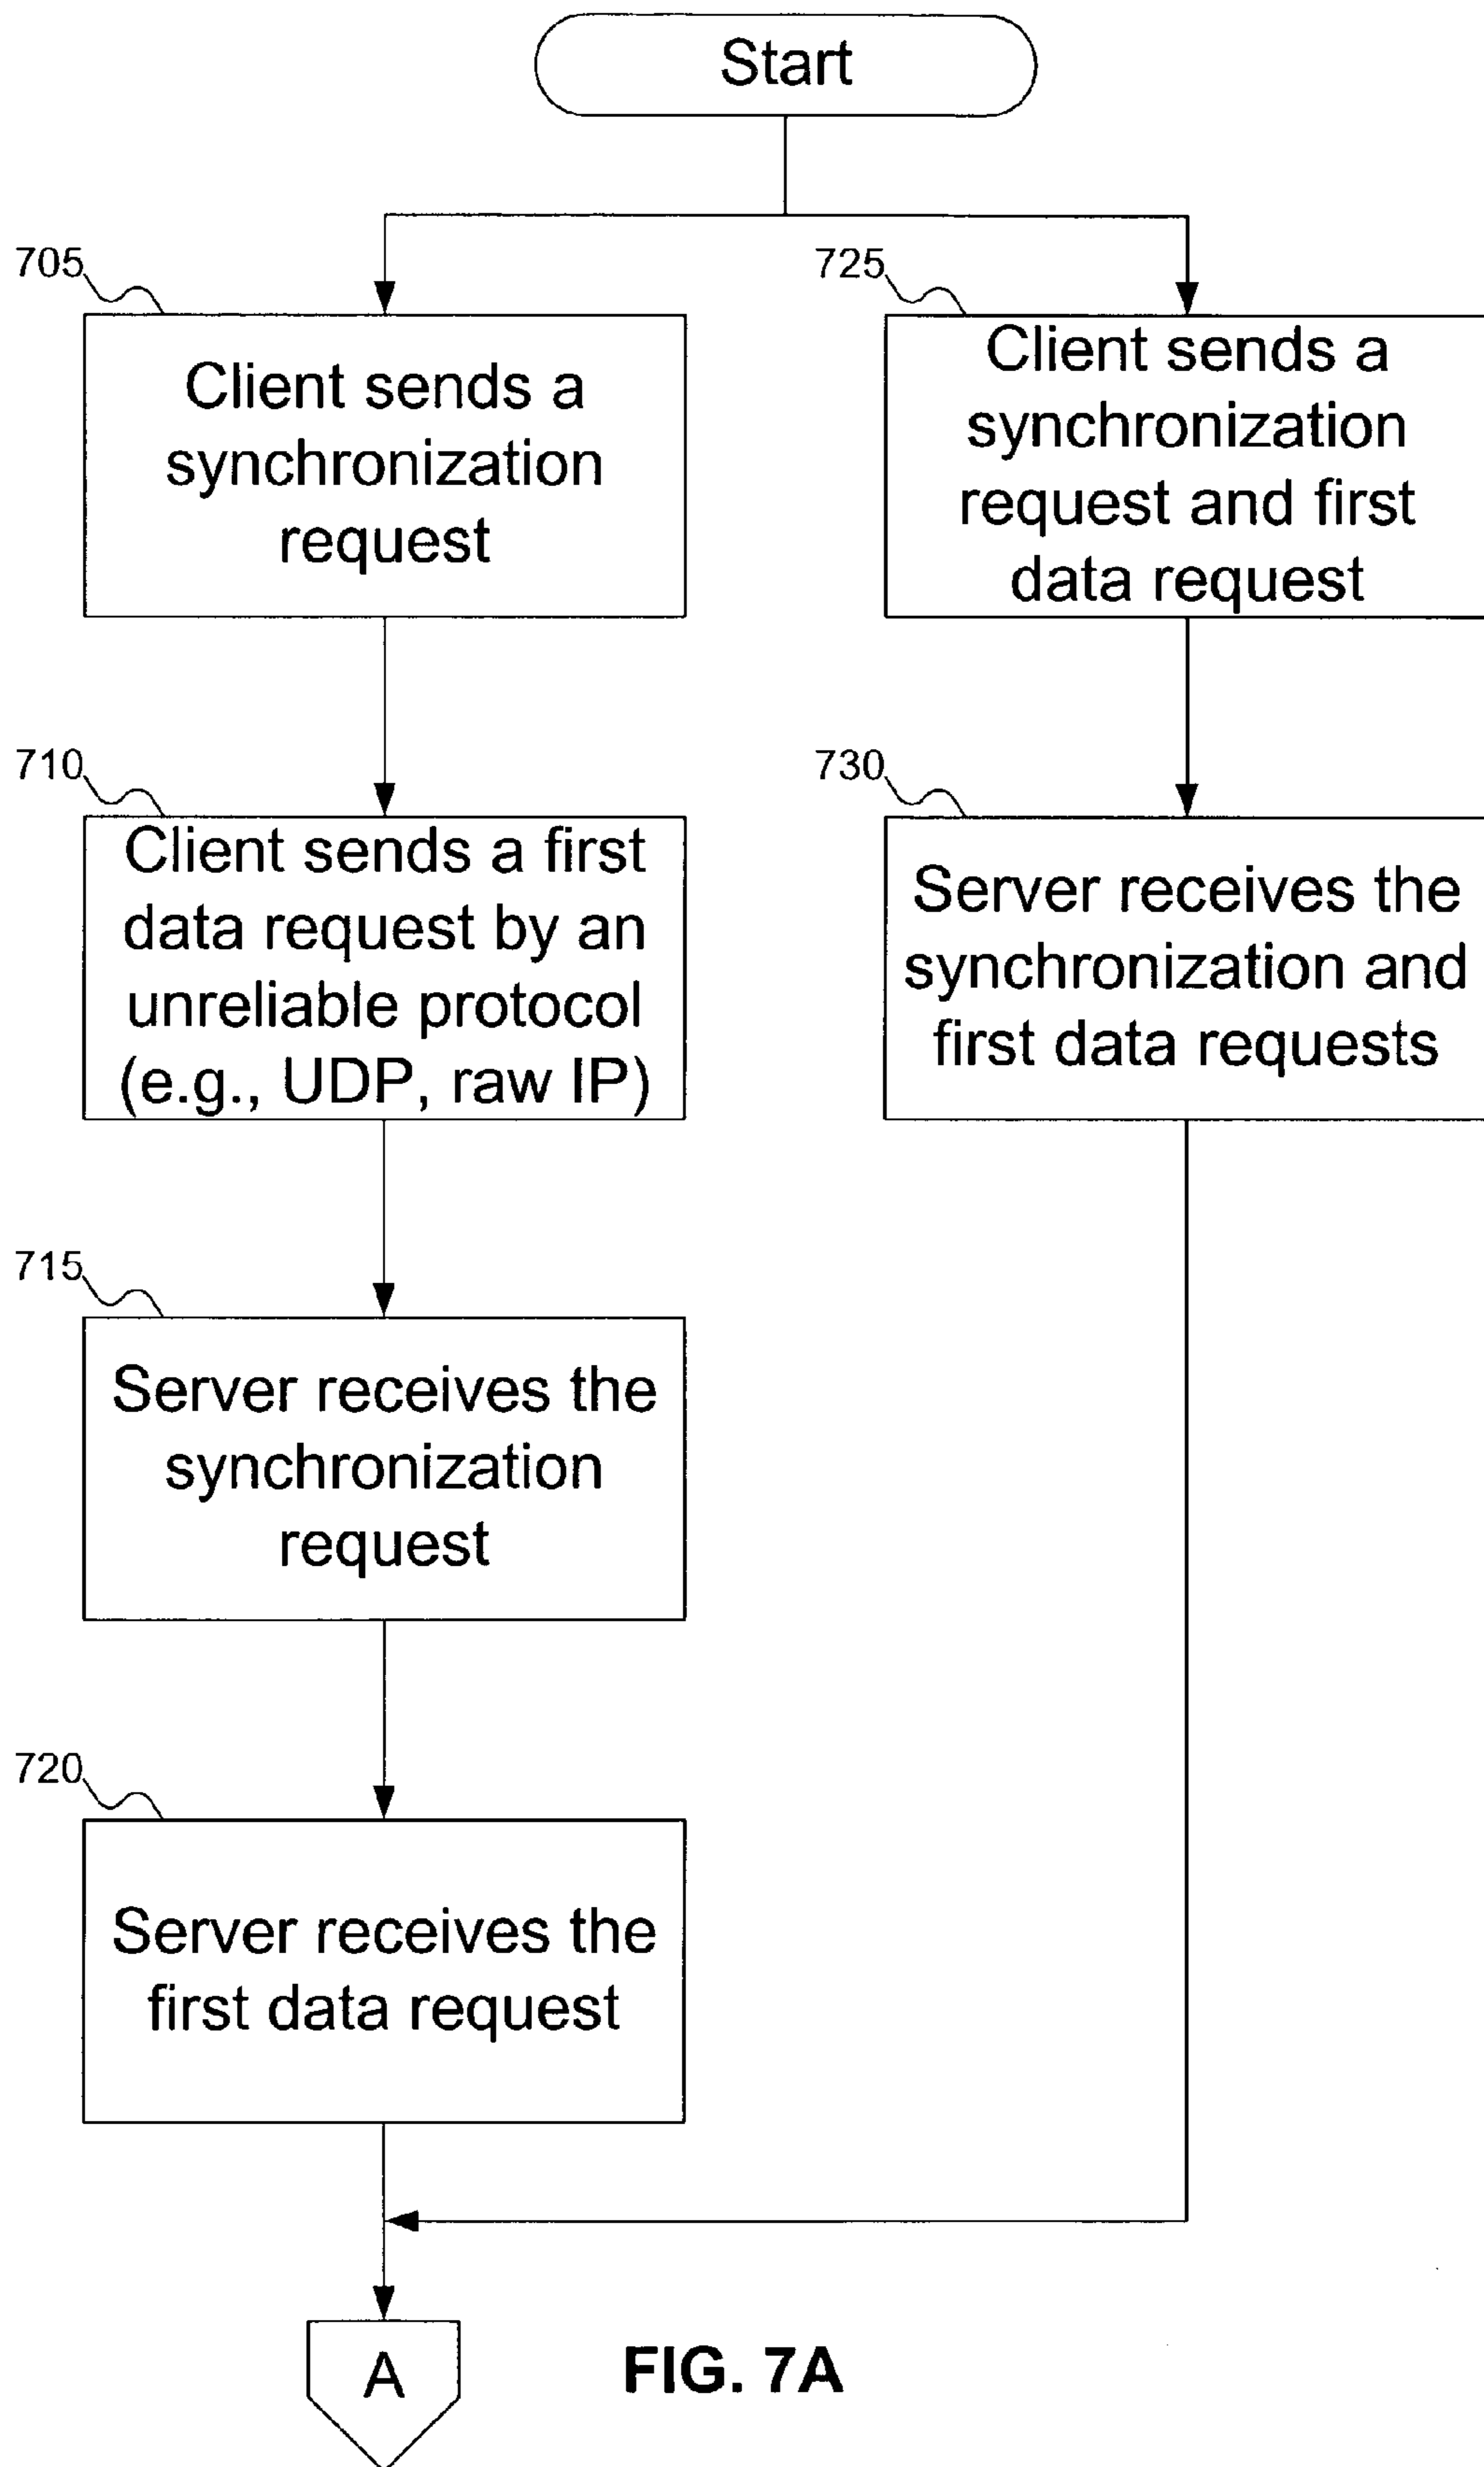 Start
705
Client sends a
synchronization
request
725
Client sends a
synchronization
request and first
data request
710
Client sends a first
data request by an
unreliable protocol
(e.g., UDP, raw IP)
730
Server receives the
synchronization and
first data requests
715
Server receives the
synchronization
request
720
Server receives the
first data request
A
FIG. 7A